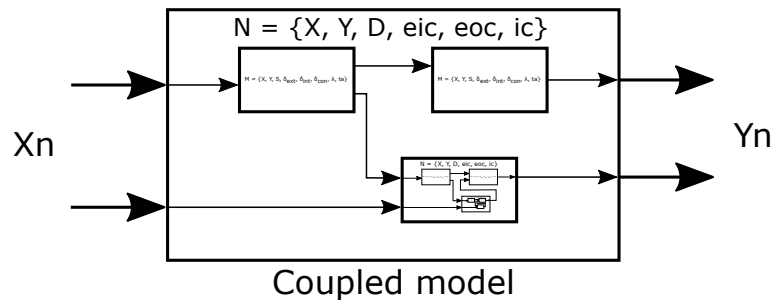 N = {X, Y, D, eic, eoc, ic}
M = {X, Y, S, δext, δint, δcon, λ, ta}
M = {X, Y, S, δext, δint, δcon, λ, ta}
Xn
Yn
N = {X, Y, D, eic, eoc, ic}
Coupled model